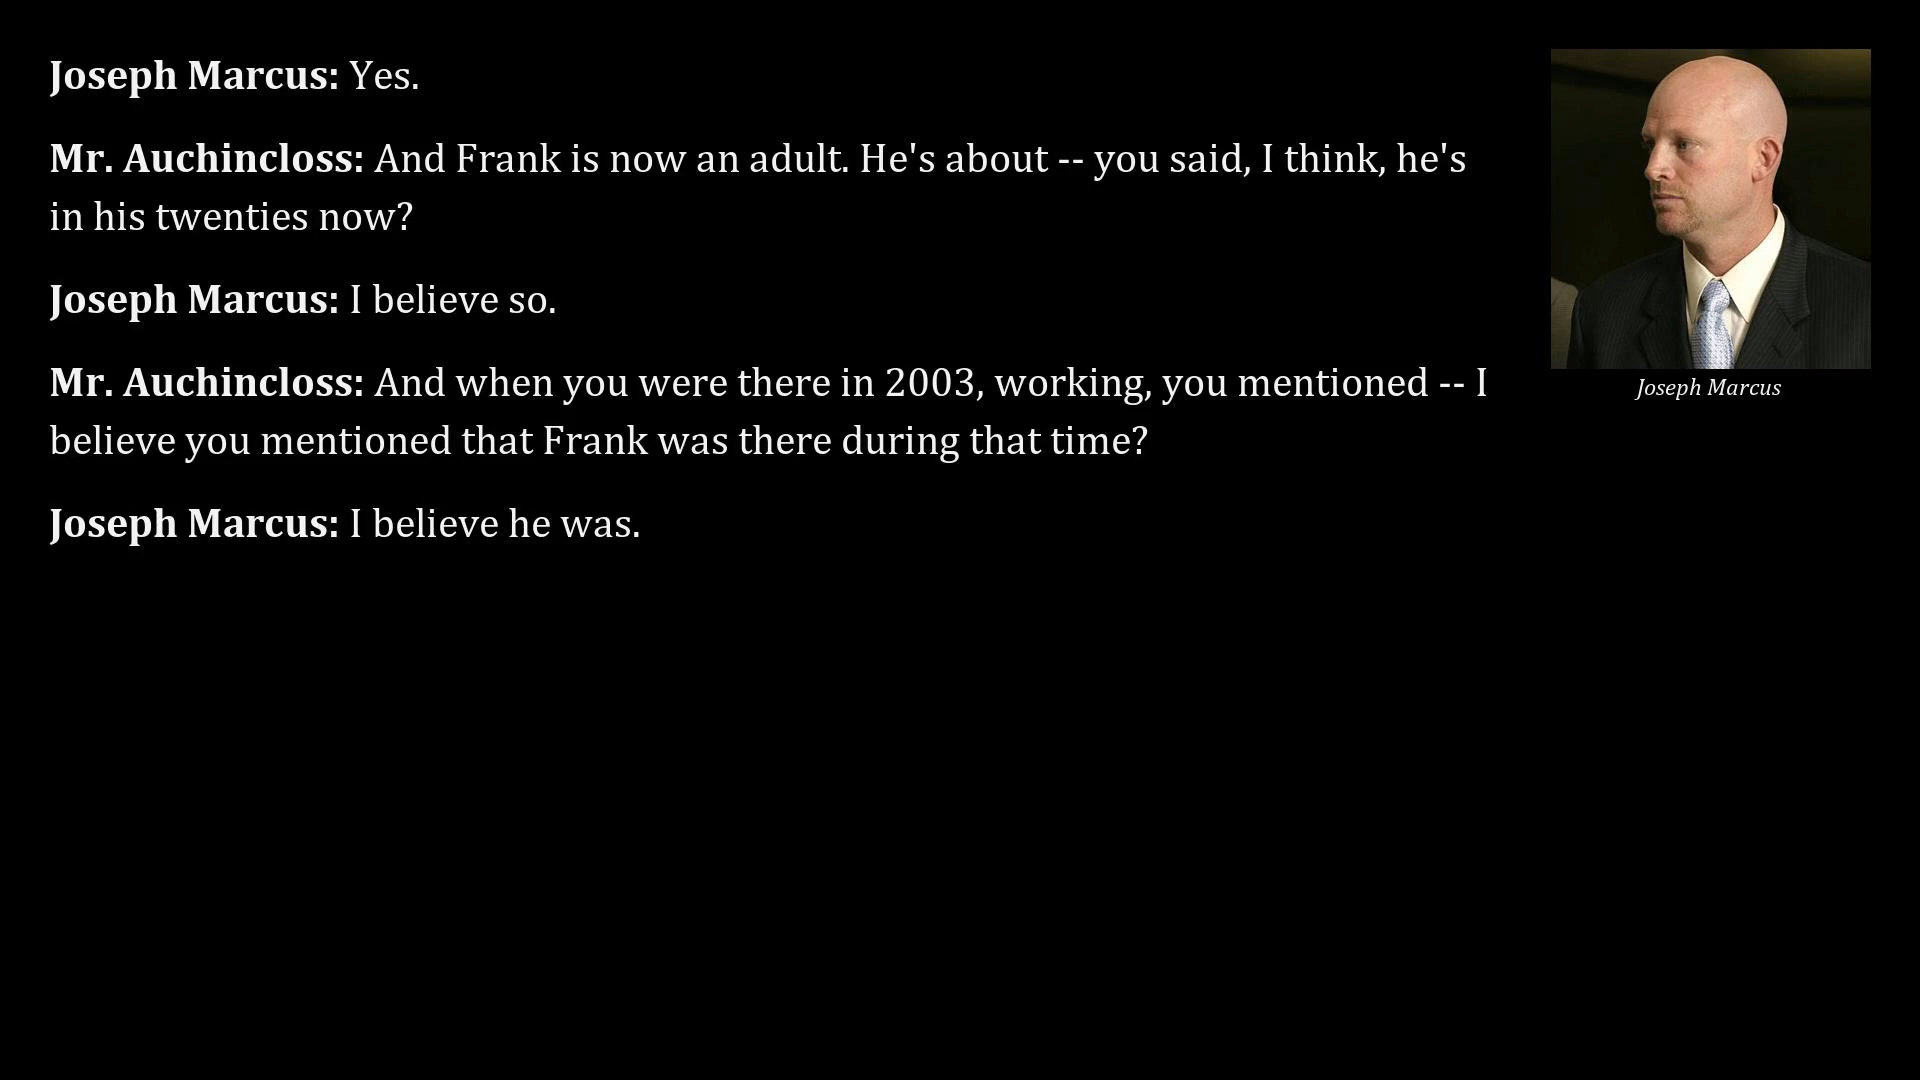 Joseph Marcus: Yes.
Mr. Auchincloss: And Frank is now an adult. He's about -- you said, I think, he's
in his twenties now?
Joseph Marcus: I believe so.
Mr. Auchincloss: And when you were there in 2003, working, you mentioned -- I
believe you mentioned that Frank was there during that time?
Joseph Marcus: I believe he was.
Joseph Marcus